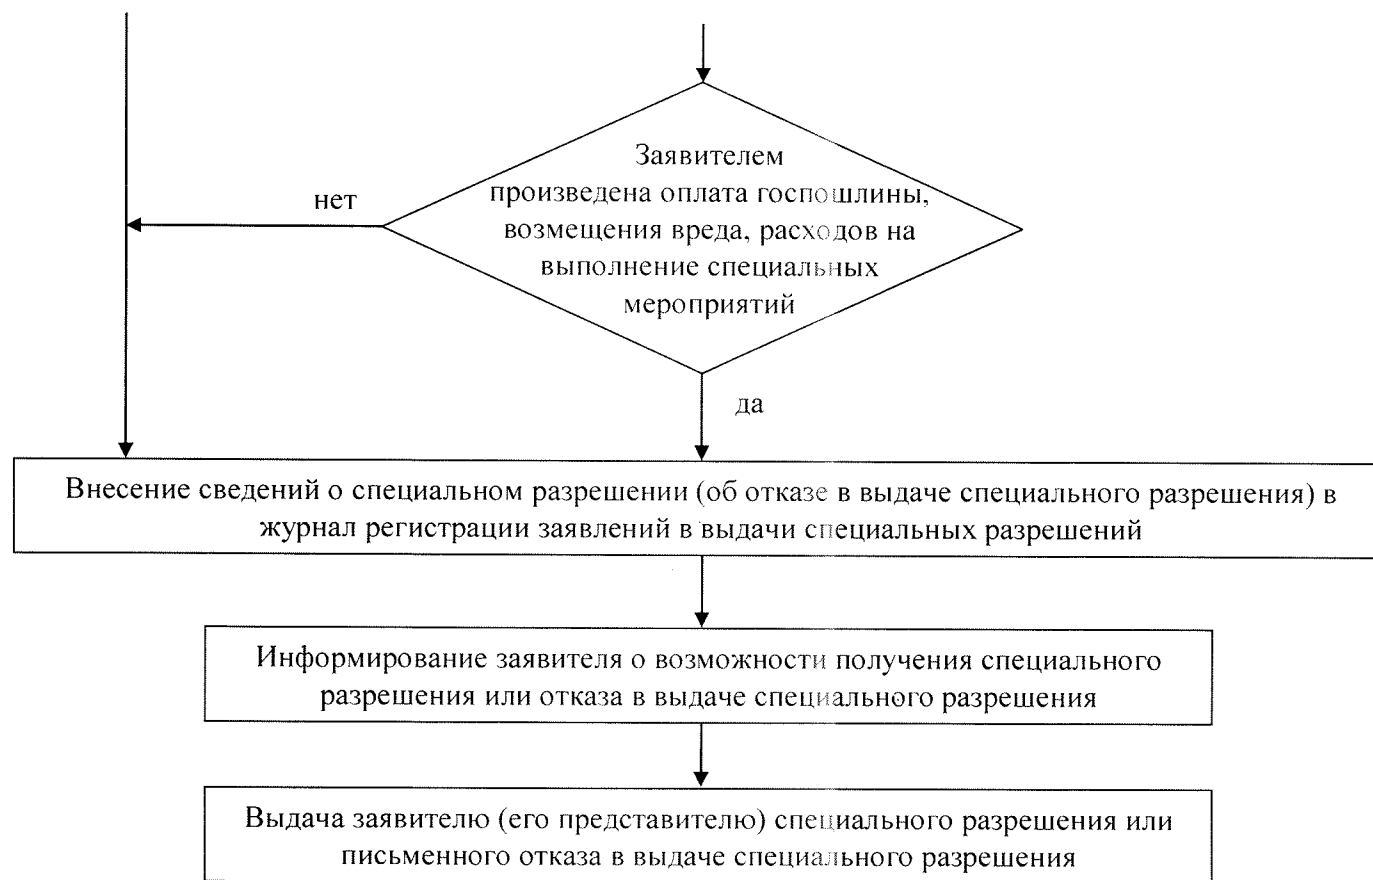 Заявителем
произведена оплата госпошлины,
нет
возмещения вреда, расходов на
выполнение специальных
мероприятий
да
Внесение сведений о специальном разрешении (об отказе в выдаче специального разрешения) в
журнал регистрации заявлений в выдачи специальных разрешений
Информирование заявителя о возможности получения специального
разрешения или отказа в выдаче специального разрешения
Выдача заявителю (его представителю) специального разрешения или
письменного отказа в выдаче специального разрешения